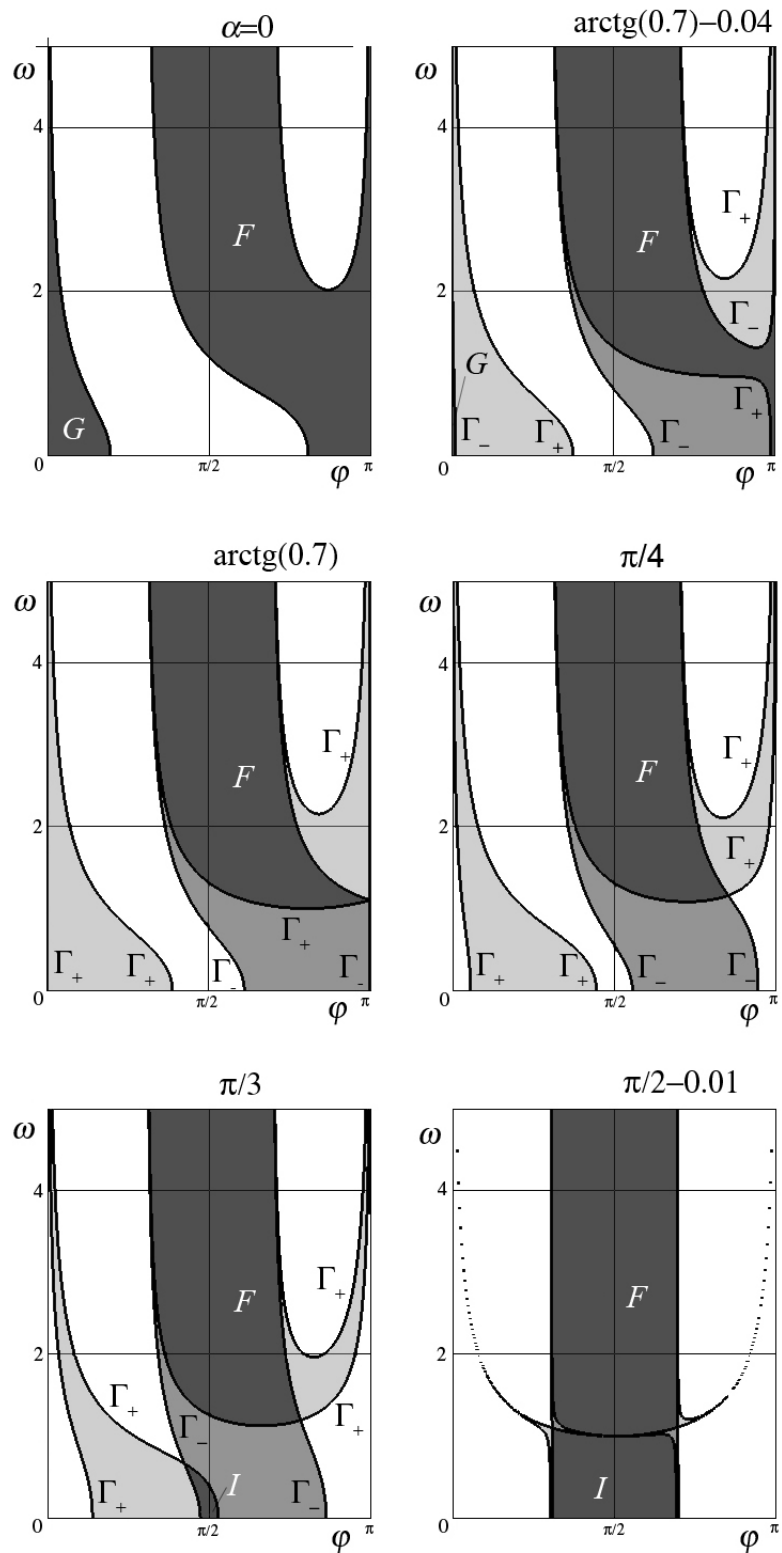 α=0
ω
4
F
2
G
0
π/2
φ
π
arctg(0.7)−0.04
ω
4
Γ₊
F
2
Γ₋
G
Γ₊
Γ₋
Γ₊
Γ₋
0
π/2
φ
π
arctg(0.7)
ω
4
Γ₊
F
2
Γ₊
Γ₊
Γ₊
Γ₋
Γ₋
0
π/2
φ
π
π/4
ω
4
Γ₊
F
2
Γ₊
Γ₊
Γ₊
Γ₋
Γ₋
0
π/2
φ
π
π/3
ω
4
Γ₊
F
2
Γ₊
Γ₋
Γ₊
Γ₊
I
Γ₋
0
π/2
φ
π
π/2−0.01
ω
4
F
2
I
0
π/2
φ
π